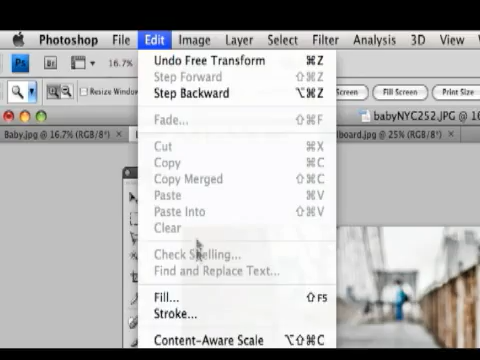 Photoshop File Edit Image Layer Select Filter Analysis 3D View
Ps Br 16.7%
Resize Window Screen Fill Screen Print Size
babyNYC252.JPG @ 16
Baby.jpg @ 16.7% (RGB/8*) × board.jpg @ 25% (RGB/8*) ×
Undo Free Transform ⌘Z
Step Forward ⇧⌘Z
Step Backward ⌥⌘Z
Fade... ⇧⌘F
Cut ⌘X
Copy ⌘C
Copy Merged ⇧⌘C
Paste ⌘V
Paste Into ⇧⌘V
Clear
Check Spelling...
Find and Replace Text...
Fill... ⇧F5
Stroke...
Content-Aware Scale ⌥⇧⌘C